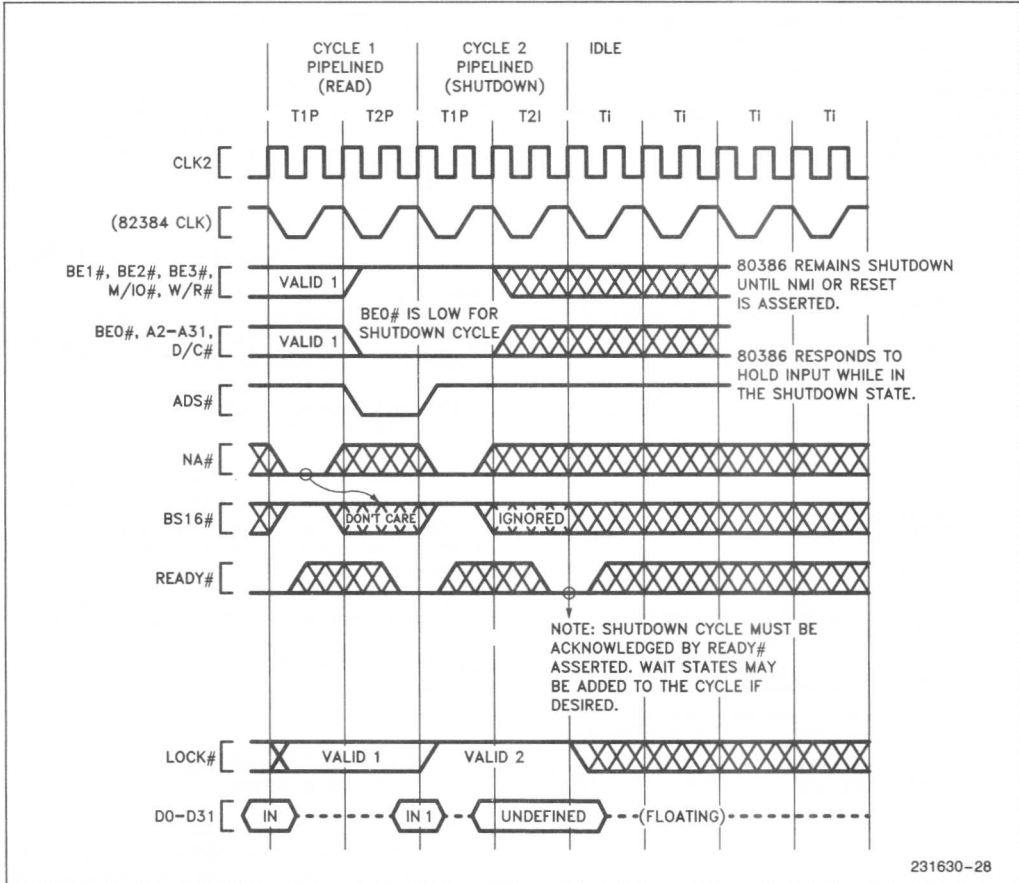 CYCLE 1
PIPELINED
(READ)
CYCLE 2
PIPELINED
(SHUTDOWN)
IDLE
T1P
T2P
T1P
T2I
Ti
Ti
Ti
Ti
CLK2
(82384 CLK)
BE1#, BE2#, BE3#,
M/IO#, W/R#
VALID 1
80386 REMAINS SHUTDOWN
UNTIL NMI OR RESET
IS ASSERTED.
BE0# IS LOW FOR
SHUTDOWN CYCLE
BE0#, A2-A31,
D/C#
VALID 1
80386 RESPONDS TO
HOLD INPUT WHILE IN
THE SHUTDOWN STATE.
ADS#
NA#
BS16#
DON'T CARE
IGNORED
READY#
NOTE: SHUTDOWN CYCLE MUST BE
ACKNOWLEDGED BY READY#
ASSERTED. WAIT STATES MAY
BE ADDED TO THE CYCLE IF
DESIRED.
LOCK#
VALID 1
VALID 2
D0-D31
IN
IN 1
UNDEFINED
(FLOATING)
231630-28